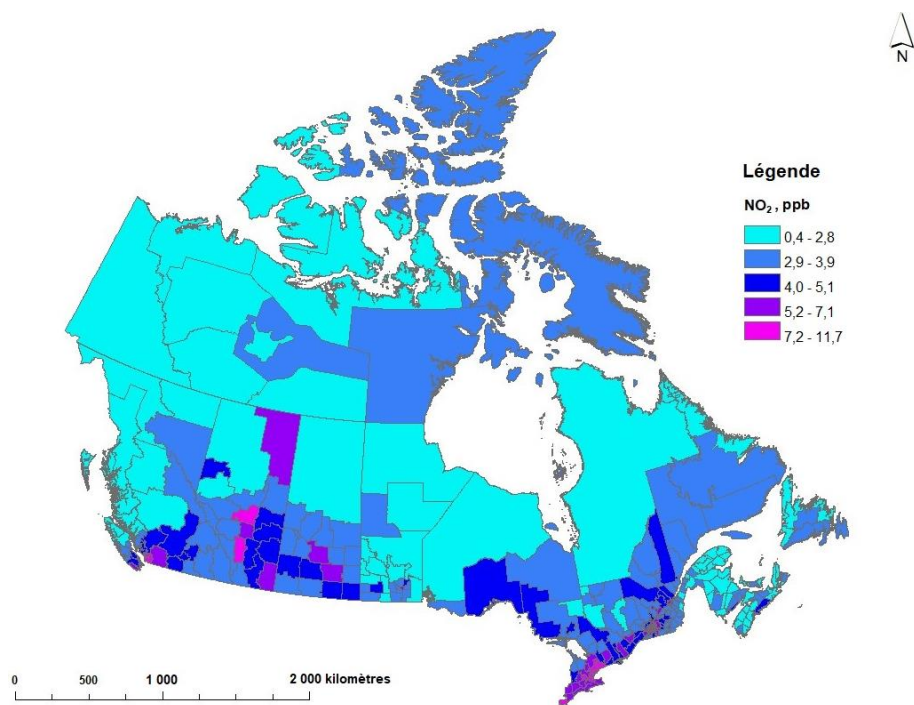 N
Légende
NO₂, ppb
0,4 - 2,8
2,9 - 3,9
4,0 - 5,1
5,2 - 7,1
7,2 - 11,7
0 500 1 000 2 000 kilomètres